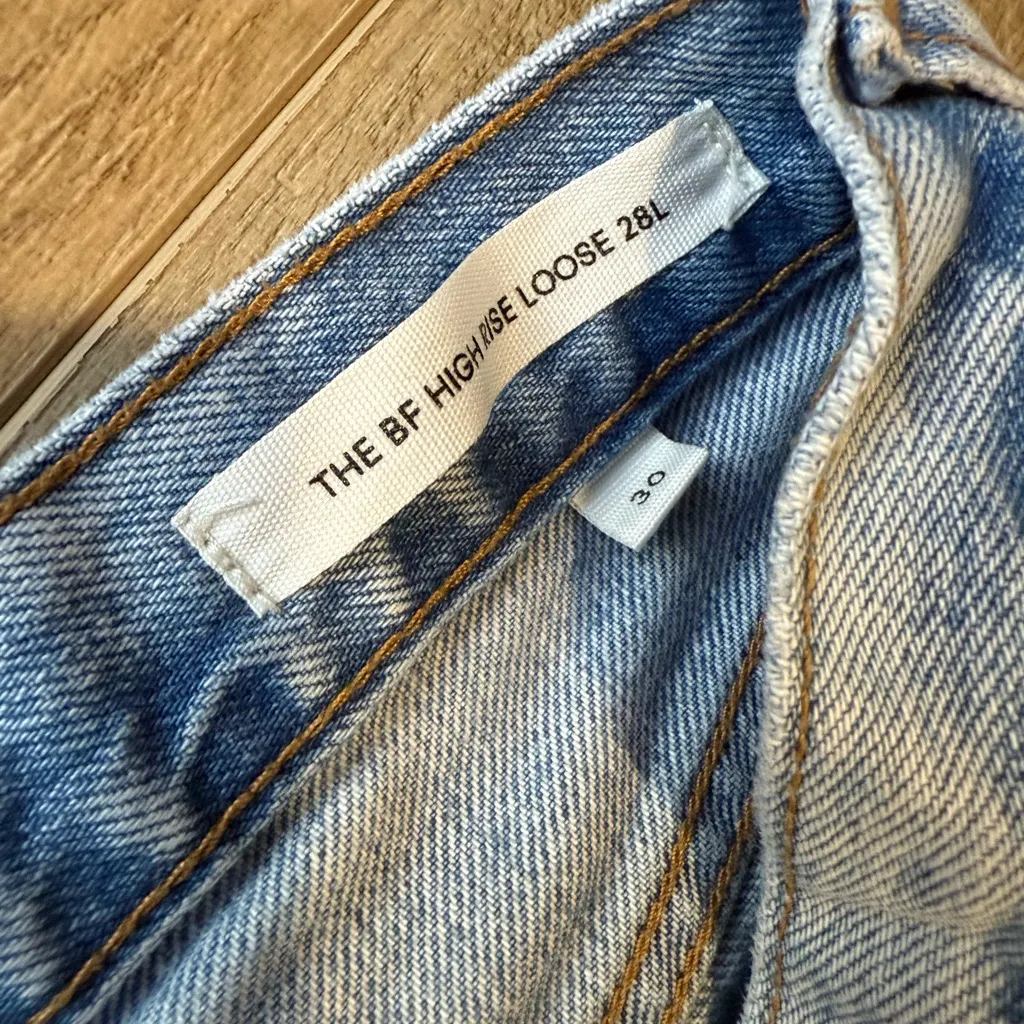 THE BF HIGH RISE LOOSE 28L
30